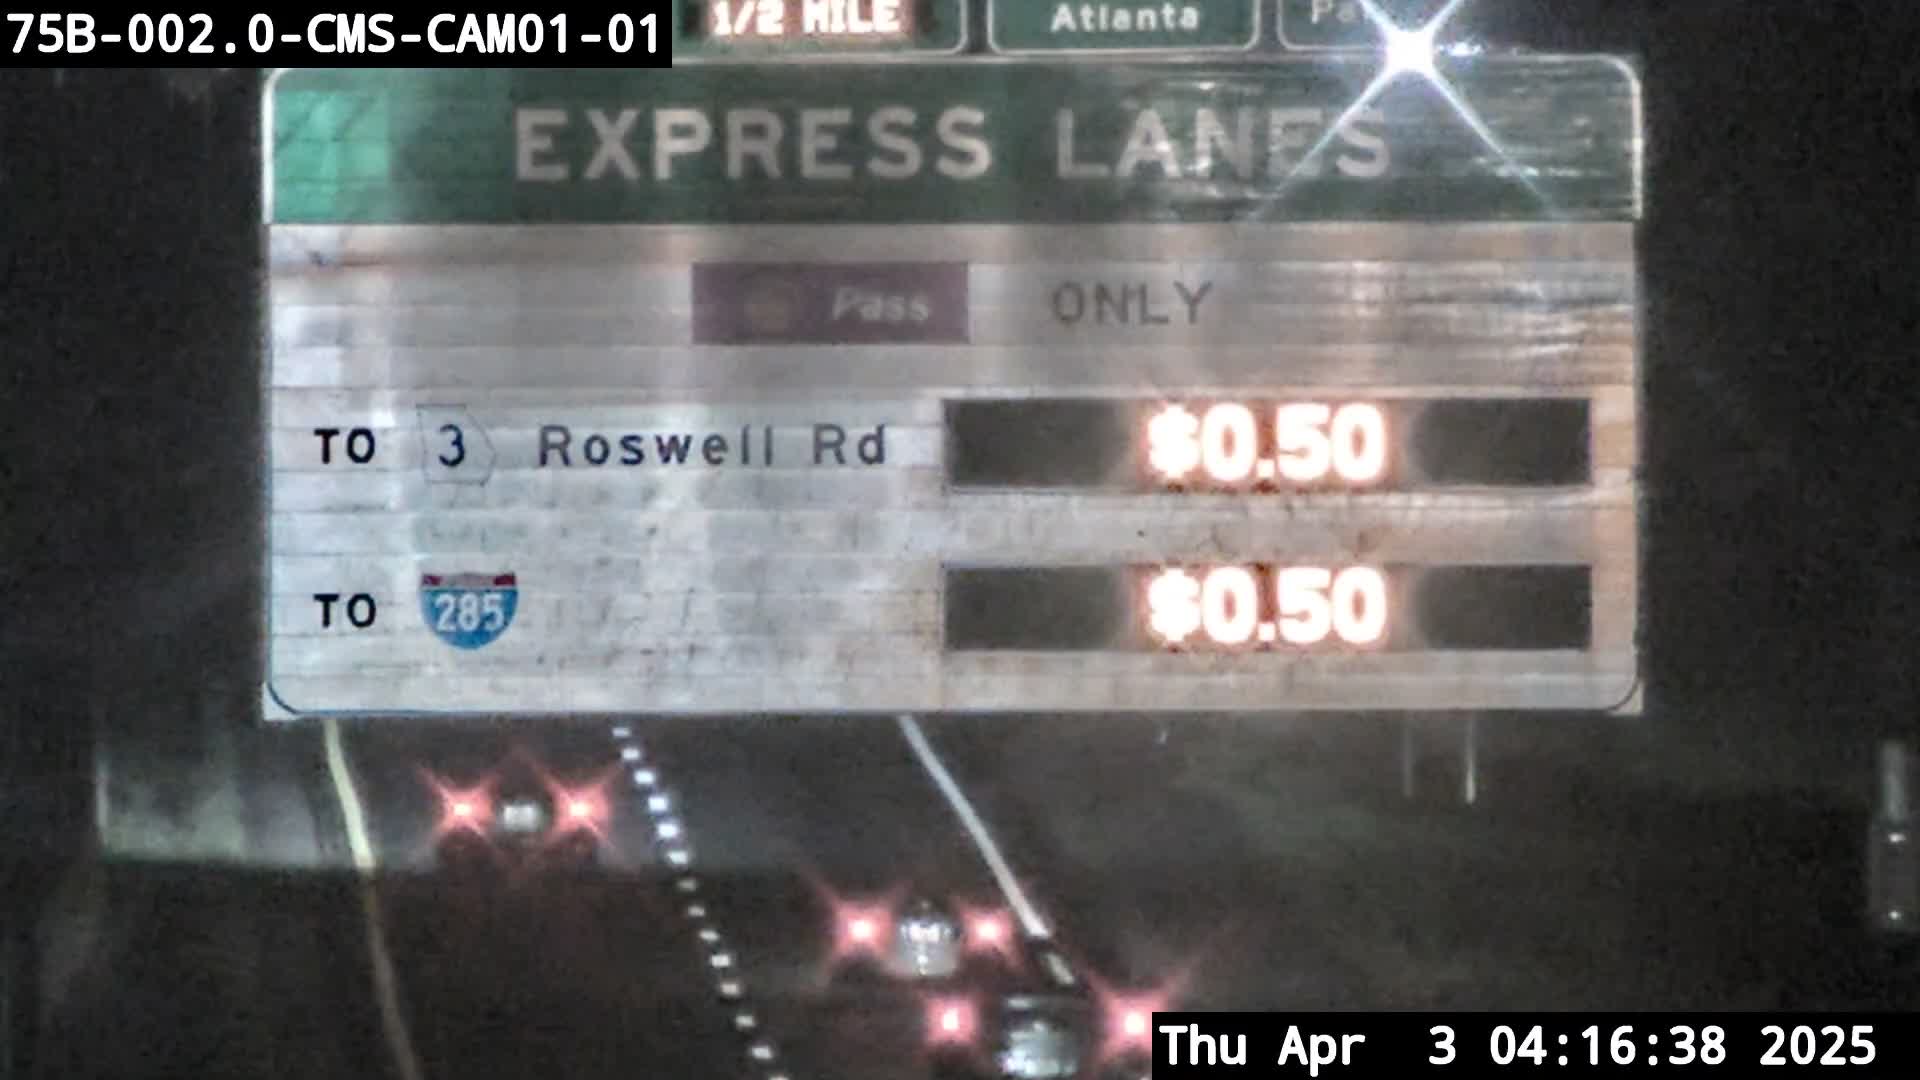 75B-002.0-CMS-CAM01-01
1/2 MILE
Atlanta
EXPRESS LANES
Pass ONLY
TO 3 Roswell Rd $0.50
TO 285 $0.50
Thu Apr 3 04:16:38 2025